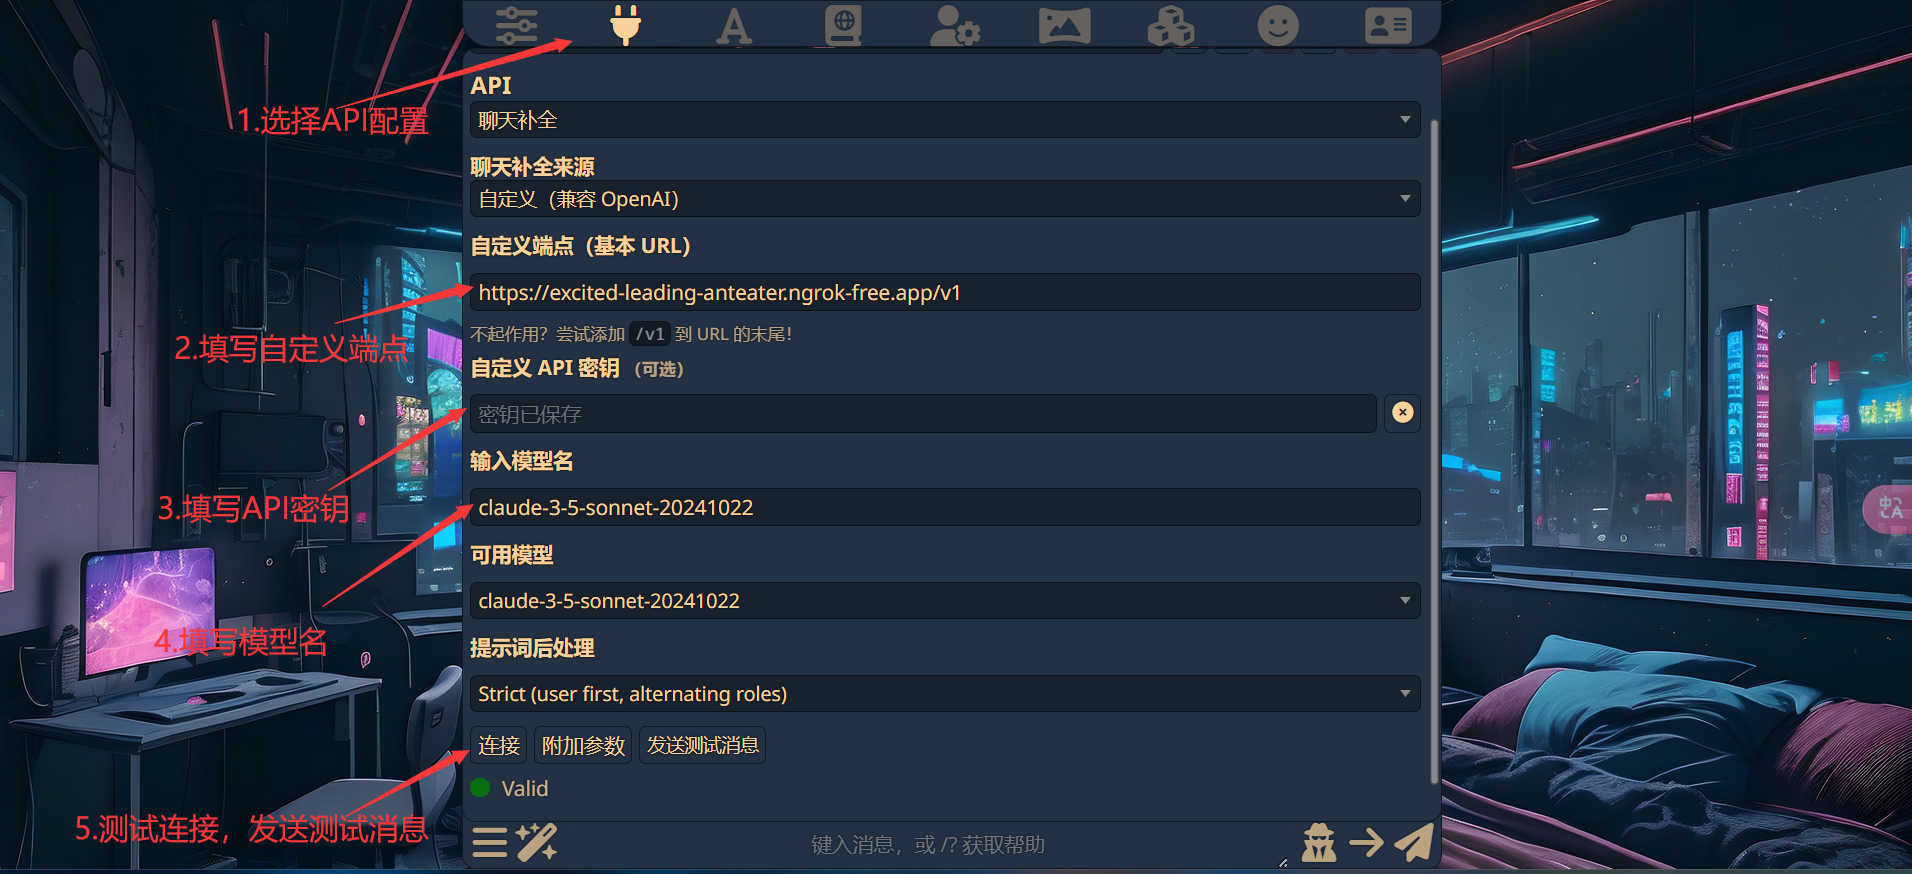 1.选择API配置
API
聊天补全
聊天补全来源
自定义（兼容 OpenAI）
自定义端点（基本 URL）
https://excited-leading-anteater.ngrok-free.app/v1
2.填写自定义端点
不起作用？尝试添加 /v1 到 URL 的末尾！
自定义 API 密钥 （可选）
密钥已保存
3.填写API密钥
输入模型名
claude-3-5-sonnet-20241022
可用模型
claude-3-5-sonnet-20241022
4.填写模型名
提示词后处理
Strict (user first, alternating roles)
连接 附加参数 发送测试消息
Valid
5.测试连接，发送测试消息
键入消息，或 /? 获取帮助
中 A